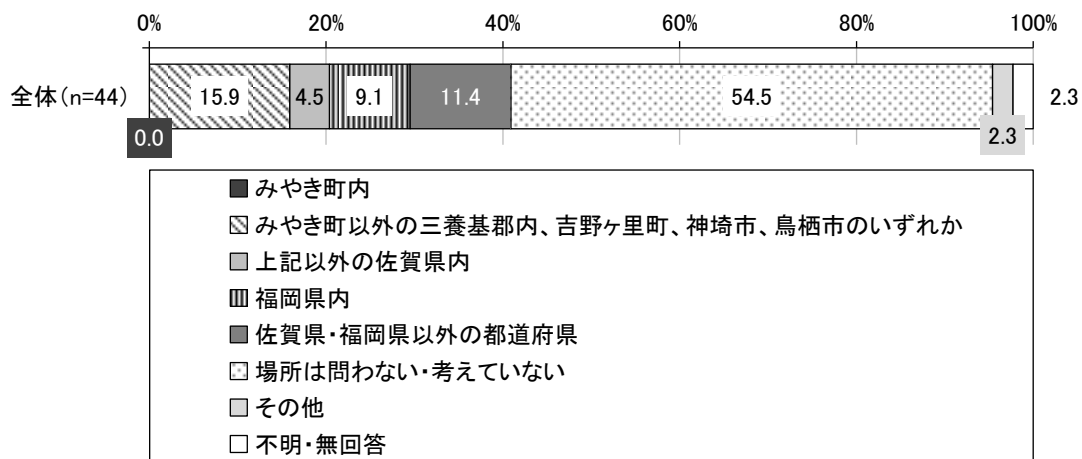 0% 20% 40% 60% 80% 100%
全体(n=44) 15.9 4.5 9.1 11.4 54.5 2.3
0.0 2.3
みやき町内
みやき町以外の三養基郡内、吉野ヶ里町、神埼市、鳥栖市のいずれか
上記以外の佐賀県内
福岡県内
佐賀県・福岡県以外の都道府県
場所は問わない・考えていない
その他
不明・無回答